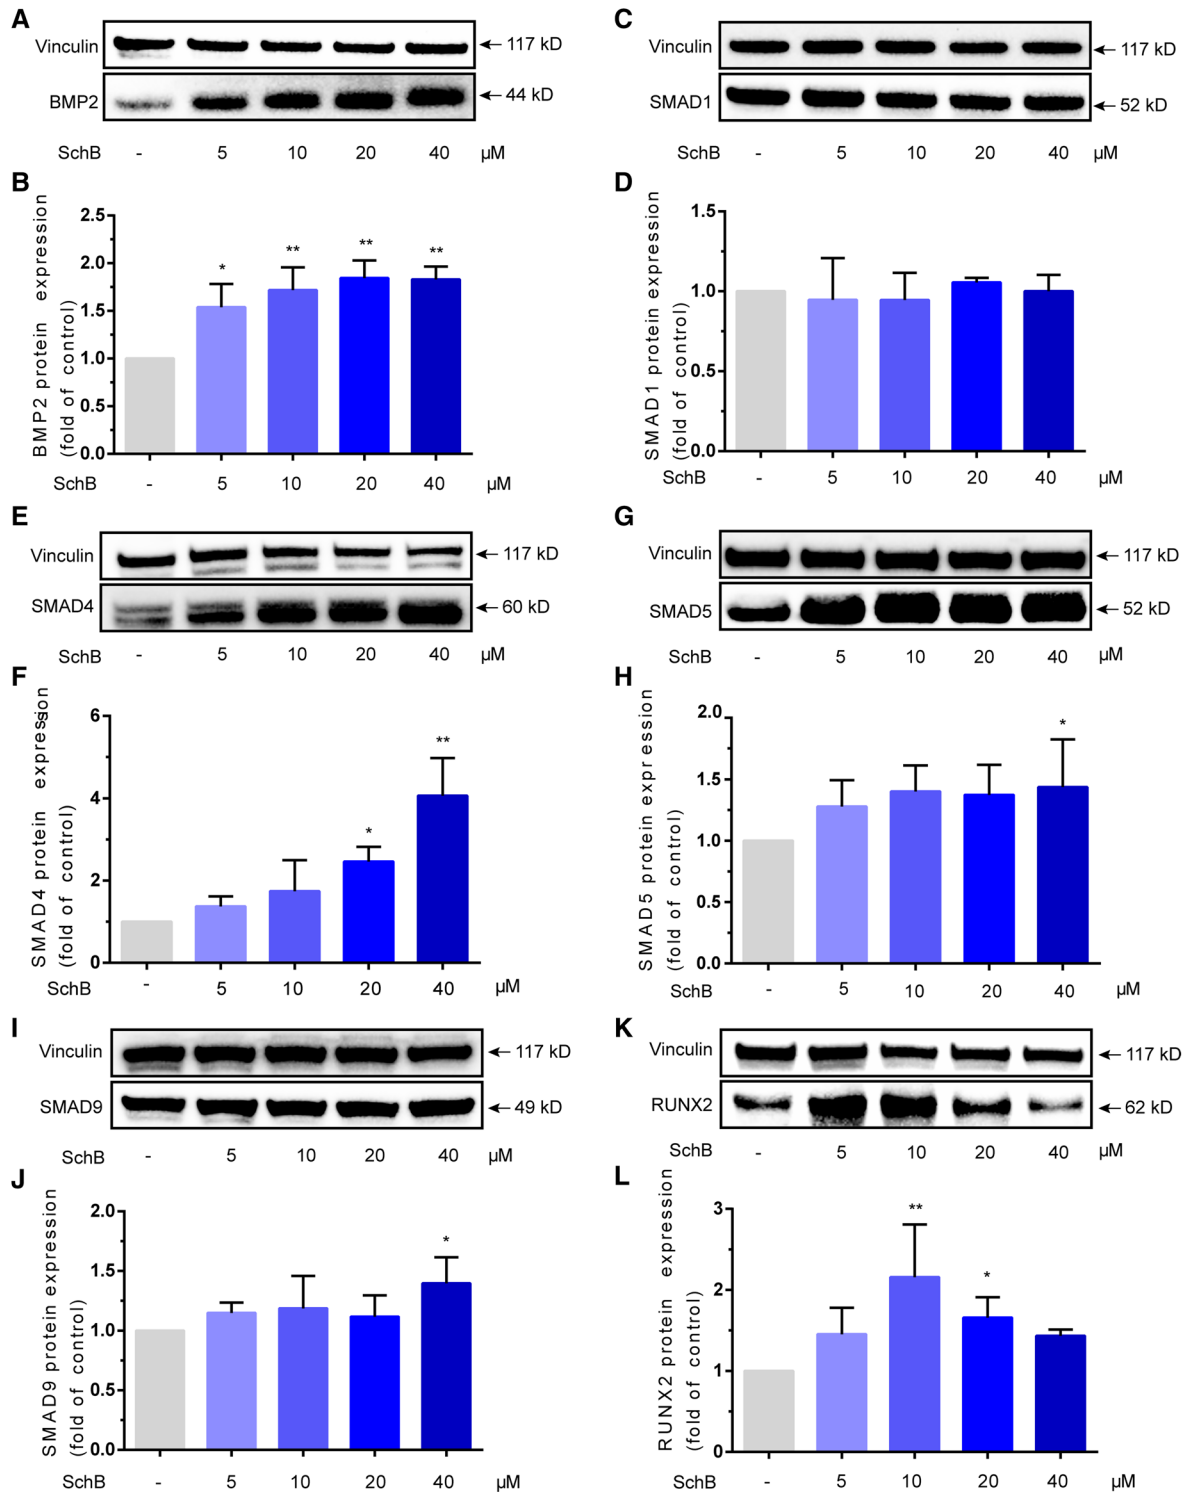 A
Vinculin
← 117 kD
BMP2
← 44 kD
SchB - 5 10 20 40 µM
C
Vinculin
← 117 kD
SMAD1
← 52 kD
SchB - 5 10 20 40 µM
B
BMP2 protein expression
(fold of control)
2.5
2.0
1.5
1.0
0.5
0.0
* ** ** **
SchB - 5 10 20 40 µM
D
SMAD1 protein expression
(fold of control)
1.5
1.0
0.5
0.0
SchB - 5 10 20 40 µM
E
Vinculin
← 117 kD
SMAD4
← 60 kD
SchB - 5 10 20 40 µM
G
Vinculin
← 117 kD
SMAD5
← 52 kD
SchB - 5 10 20 40 µM
F
SMAD4 protein expression
(fold of control)
6
4
2
0
* **
SchB - 5 10 20 40 µM
H
SMAD5 protein expression
(fold of control)
2.0
1.5
1.0
0.5
0.0
*
SchB - 5 10 20 40 µM
I
Vinculin
← 117 kD
SMAD9
← 49 kD
SchB - 5 10 20 40 µM
K
Vinculin
← 117 kD
RUNX2
← 62 kD
SchB - 5 10 20 40 µM
J
SMAD9 protein expression
(fold of control)
2.0
1.5
1.0
0.5
0.0
*
SchB - 5 10 20 40 µM
L
RUNX2 protein expression
(fold of control)
3
2
1
0
** *
SchB - 5 10 20 40 µM